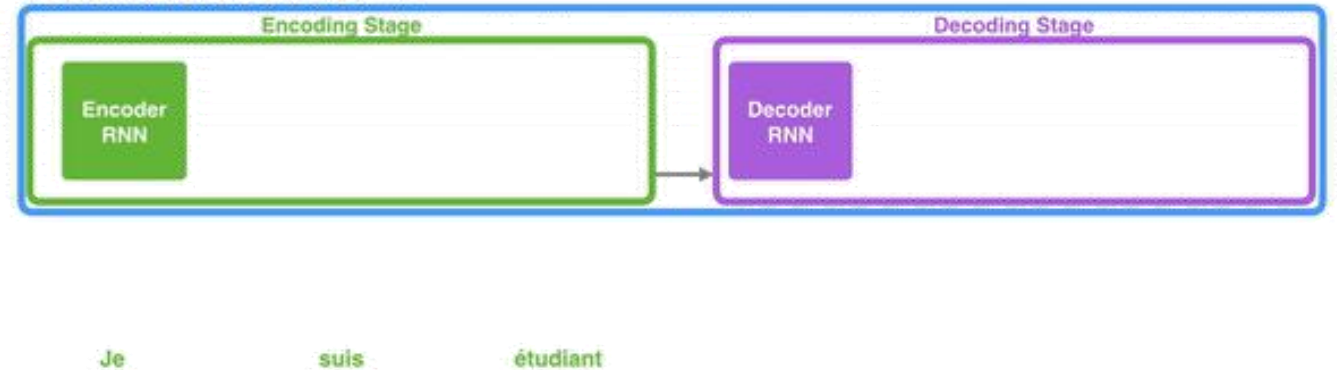 Encoding Stage
Decoding Stage
Encoder
RNN
Decoder
RNN
Je suis étudiant